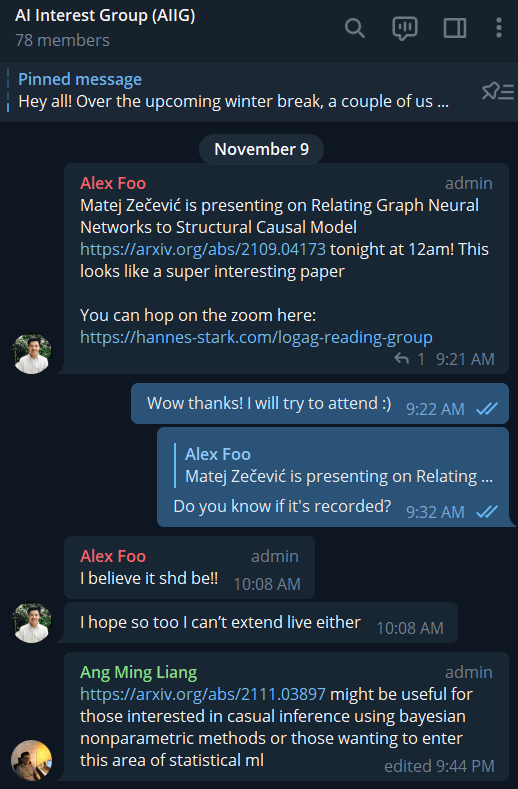 AI Interest Group (AIIG)
78 members
Pinned message
Hey all! Over the upcoming winter break, a couple of us ...
November 9
Alex Foo admin
Matej Zečević is presenting on Relating Graph Neural
Networks to Structural Causal Model
https://arxiv.org/abs/2109.04173 tonight at 12am! This
looks like a super interesting paper
You can hop on the zoom here:
https://hannes-stark.com/logag-reading-group
1 9:21 AM
Wow thanks! I will try to attend :) 9:22 AM
Alex Foo
Matej Zečević is presenting on Relating ...
Do you know if it's recorded? 9:32 AM
Alex Foo admin
I believe it shd be!! 10:08 AM
I hope so too I can’t extend live either 10:08 AM
Ang Ming Liang admin
https://arxiv.org/abs/2111.03897 might be useful for
those interested in casual inference using bayesian
nonparametric methods or those wanting to enter
this area of statistical ml edited 9:44 PM